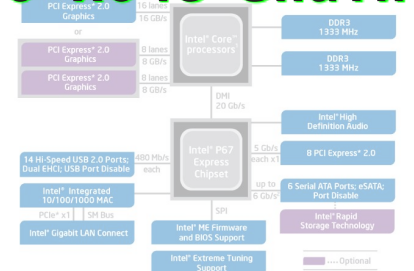 PCI Express* 2.0
Graphics
16 lanes
16 GB/s
or
PCI Express* 2.0
Graphics
8 lanes
8 GB/s
PCI Express* 2.0
Graphics
8 lanes
8 GB/s
Intel® Core™
processors
DDR3
1333 MHz
DDR3
1333 MHz
DMI
20 Gb/s
Intel® High
Definition Audio
Intel® P67
Express
Chipset
5 Gb/s
each x1
8 PCI Express* 2.0
14 Hi-Speed USB 2.0 Ports;
Dual EHCI; USB Port Disable
480 Mb/s
each
up to
6 Gb/s
6 Serial ATA Ports; eSATA;
Port Disable
Intel® Integrated
10/100/1000 MAC
Intel® Rapid
Storage Technology
PCIe* x1
SM Bus
SPI
Intel® Gigabit LAN Connect
Intel® ME Firmware
and BIOS Support
Intel® Extreme Tuning
Support
Optional